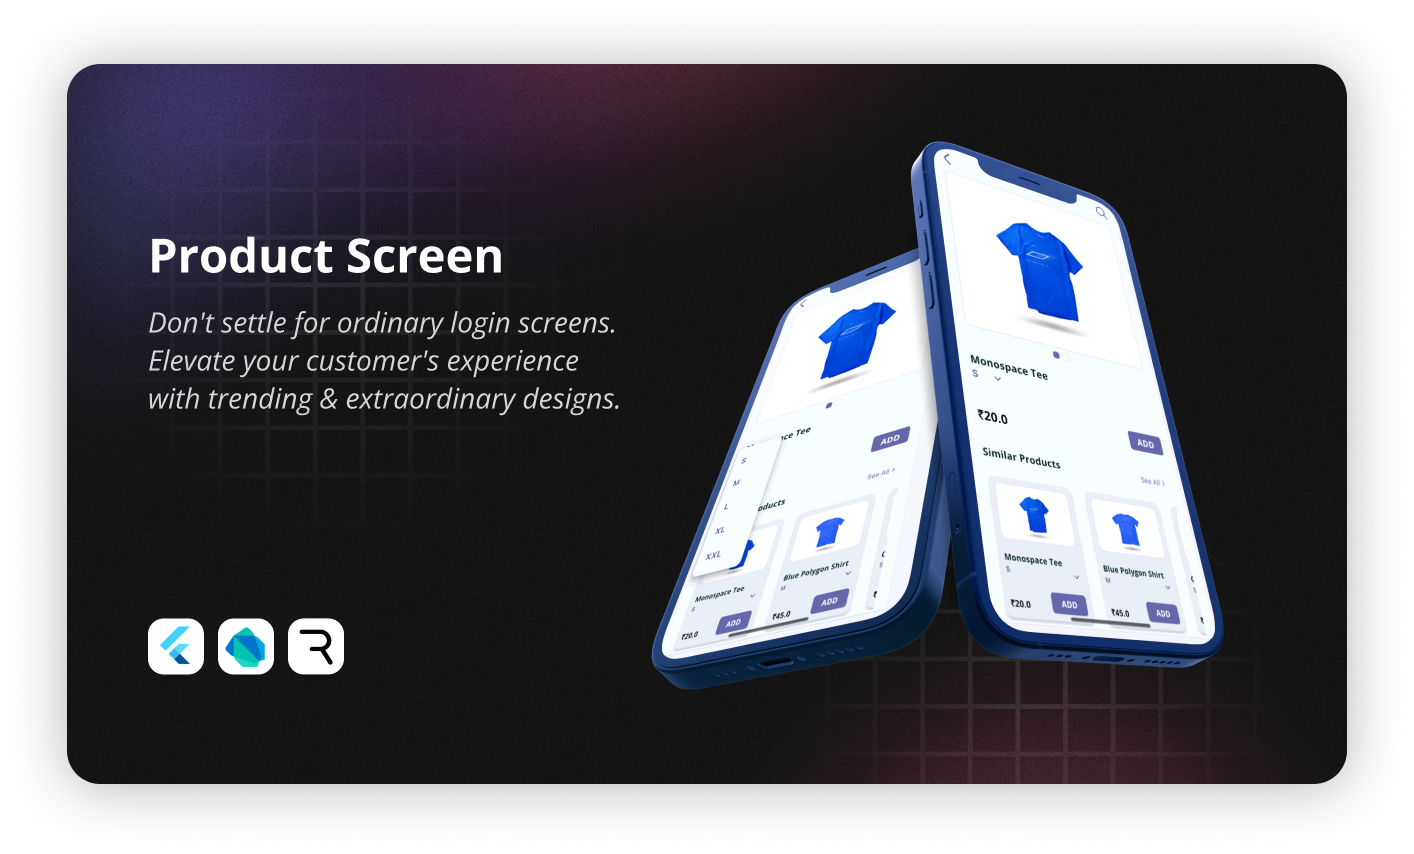 Product Screen
Don't settle for ordinary login screens.
Elevate your customer's experience
with trending & extraordinary designs.
Tee
ADD
See All
S
M
L
XL
XXL
Monospace Tee
S
₹20.0
ADD
Blue Polygon Shirt
M
₹45.0
ADD
Monospace Tee
S
₹20.0
ADD
Similar Products
See All
Monospace Tee
S
₹20.0
ADD
Blue Polygon Shirt
M
₹45.0
ADD